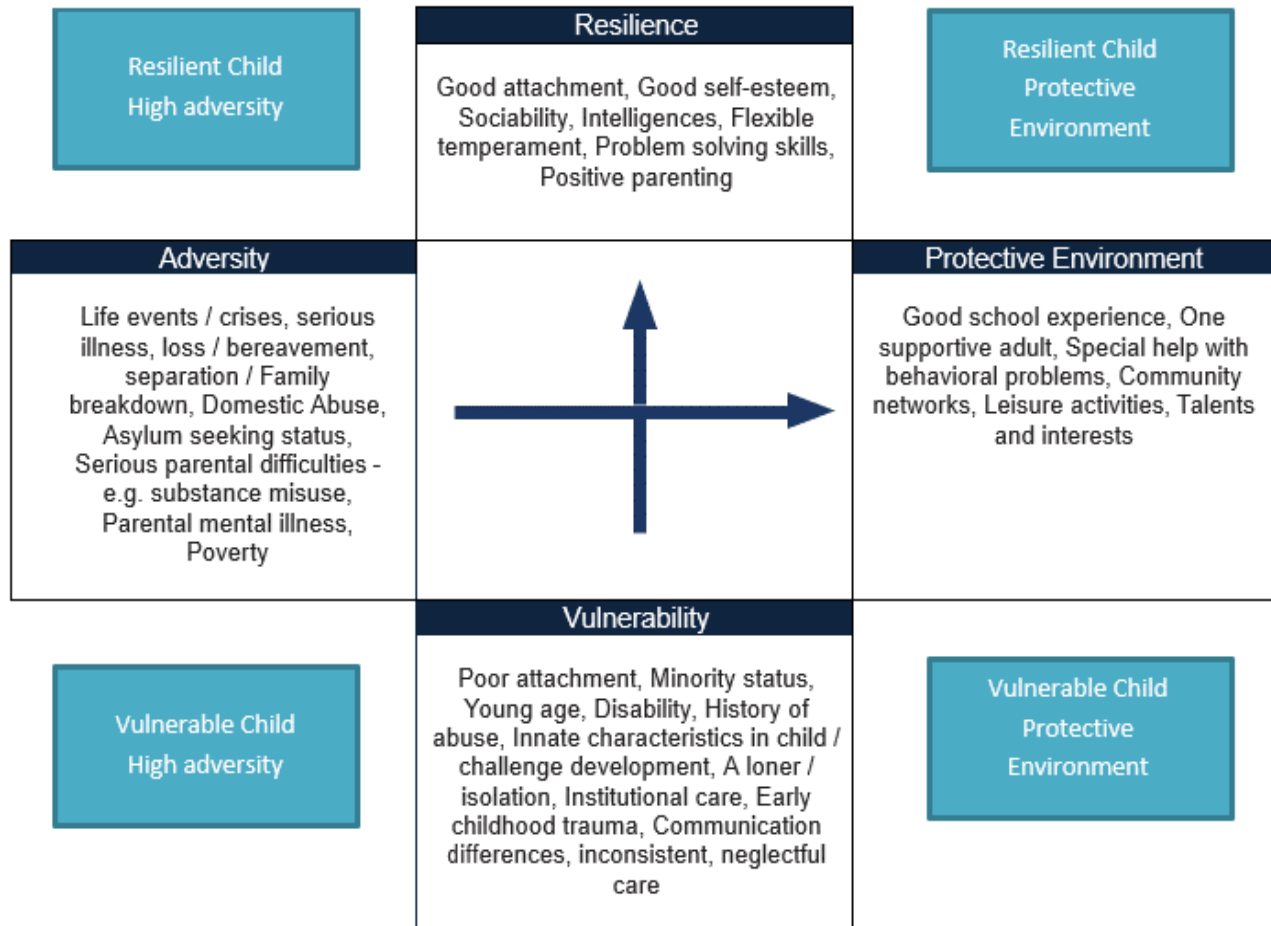 Resilient Child
High adversity
Resilience
Good attachment, Good self-esteem,
Sociability, Intelligences, Flexible
temperament, Problem solving skills,
Positive parenting
Resilient Child
Protective
Environment
Adversity
Life events / crises, serious
illness, loss / bereavement,
separation / Family
breakdown, Domestic Abuse,
Asylum seeking status,
Serious parental difficulties -
e.g. substance misuse,
Parental mental illness,
Poverty
Protective Environment
Good school experience, One
supportive adult, Special help with
behavioral problems, Community
networks, Leisure activities, Talents
and interests
Vulnerable Child
High adversity
Vulnerability
Poor attachment, Minority status,
Young age, Disability, History of
abuse, Innate characteristics in child /
challenge development, A loner /
isolation, Institutional care, Early
childhood trauma, Communication
differences, inconsistent, neglectful
care
Vulnerable Child
Protective
Environment